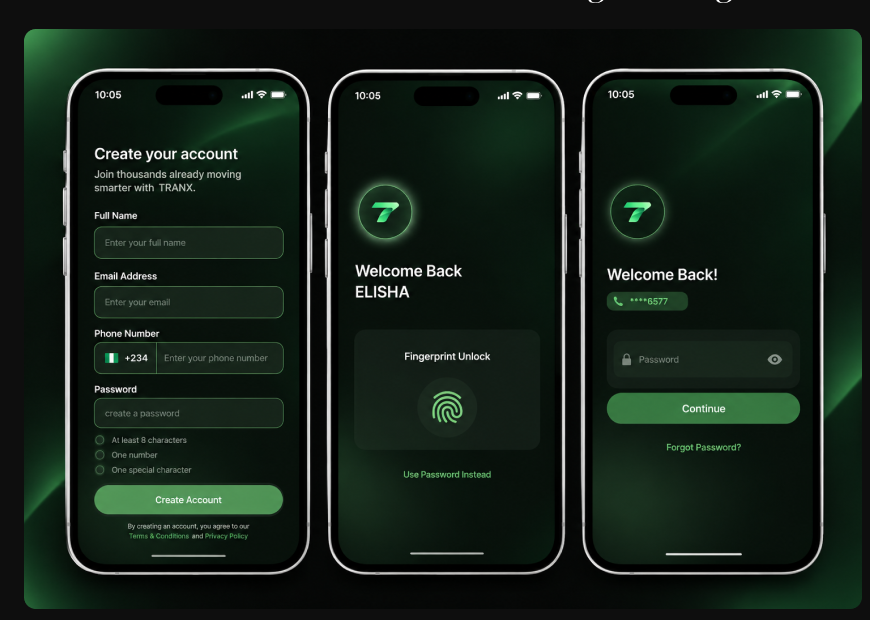 10:05
Create your account
Join thousands already moving
smarter with TRANX.
Full Name
Enter your full name
Email Address
Enter your email
Phone Number
+234
Enter your phone number
Password
create a password
At least 8 characters
One number
One special character
Create Account
By creating an account, you agree to our
Terms & Conditions and Privacy Policy
10:05
Welcome Back
ELISHA
Fingerprint Unlock
Use Password Instead
10:05
Welcome Back!
****6577
Password
Continue
Forgot Password?